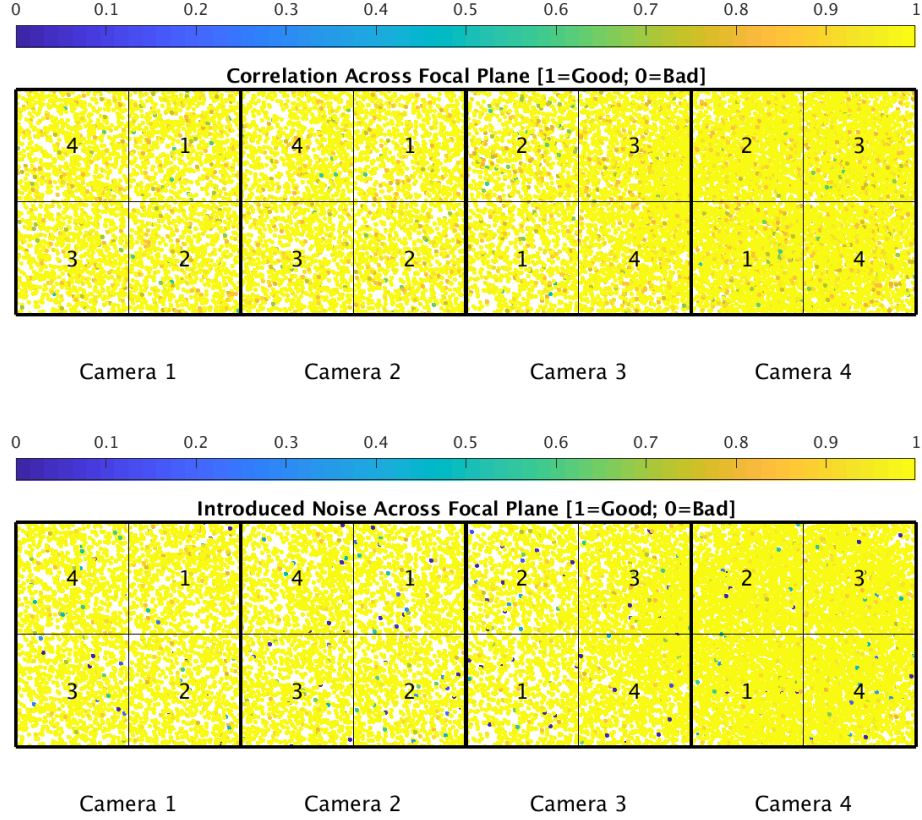 0 0.1 0.2 0.3 0.4 0.5 0.6 0.7 0.8 0.9 1
Correlation Across Focal Plane [1=Good; 0=Bad]
4 1 4 1 2 3 2 3
3 2 3 2 1 4 1 4
Camera 1 Camera 2 Camera 3 Camera 4
0 0.1 0.2 0.3 0.4 0.5 0.6 0.7 0.8 0.9 1
Introduced Noise Across Focal Plane [1=Good; 0=Bad]
4 1 4 1 2 3 2 3
3 2 3 2 1 4 1 4
Camera 1 Camera 2 Camera 3 Camera 4